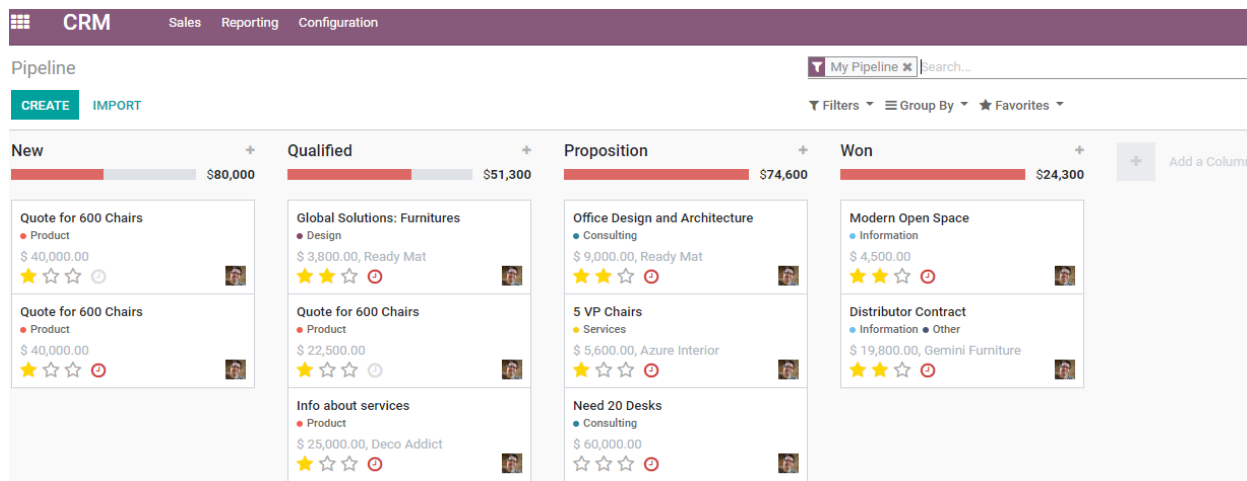 CRM Sales Reporting Configuration
Pipeline
My Pipeline ✖ Search...
CREATE IMPORT
Filters Group By Favorites
New +
$80,000
Quote for 600 Chairs
Product
$ 40,000.00
Quote for 600 Chairs
Product
$ 40,000.00
Qualified +
$51,300
Global Solutions: Furnitures
Design
$ 3,800.00, Ready Mat
Quote for 600 Chairs
Product
$ 22,500.00
Info about services
Product
$ 25,000.00, Deco Addict
Proposition +
$74,600
Office Design and Architecture
Consulting
$ 9,000.00, Ready Mat
5 VP Chairs
Services
$ 5,600.00, Azure Interior
Need 20 Desks
Consulting
$ 60,000.00
Won +
$24,300
Modern Open Space
Information
$ 4,500.00
Distributor Contract
Information Other
$ 19,800.00, Gemini Furniture
+ Add a Colum